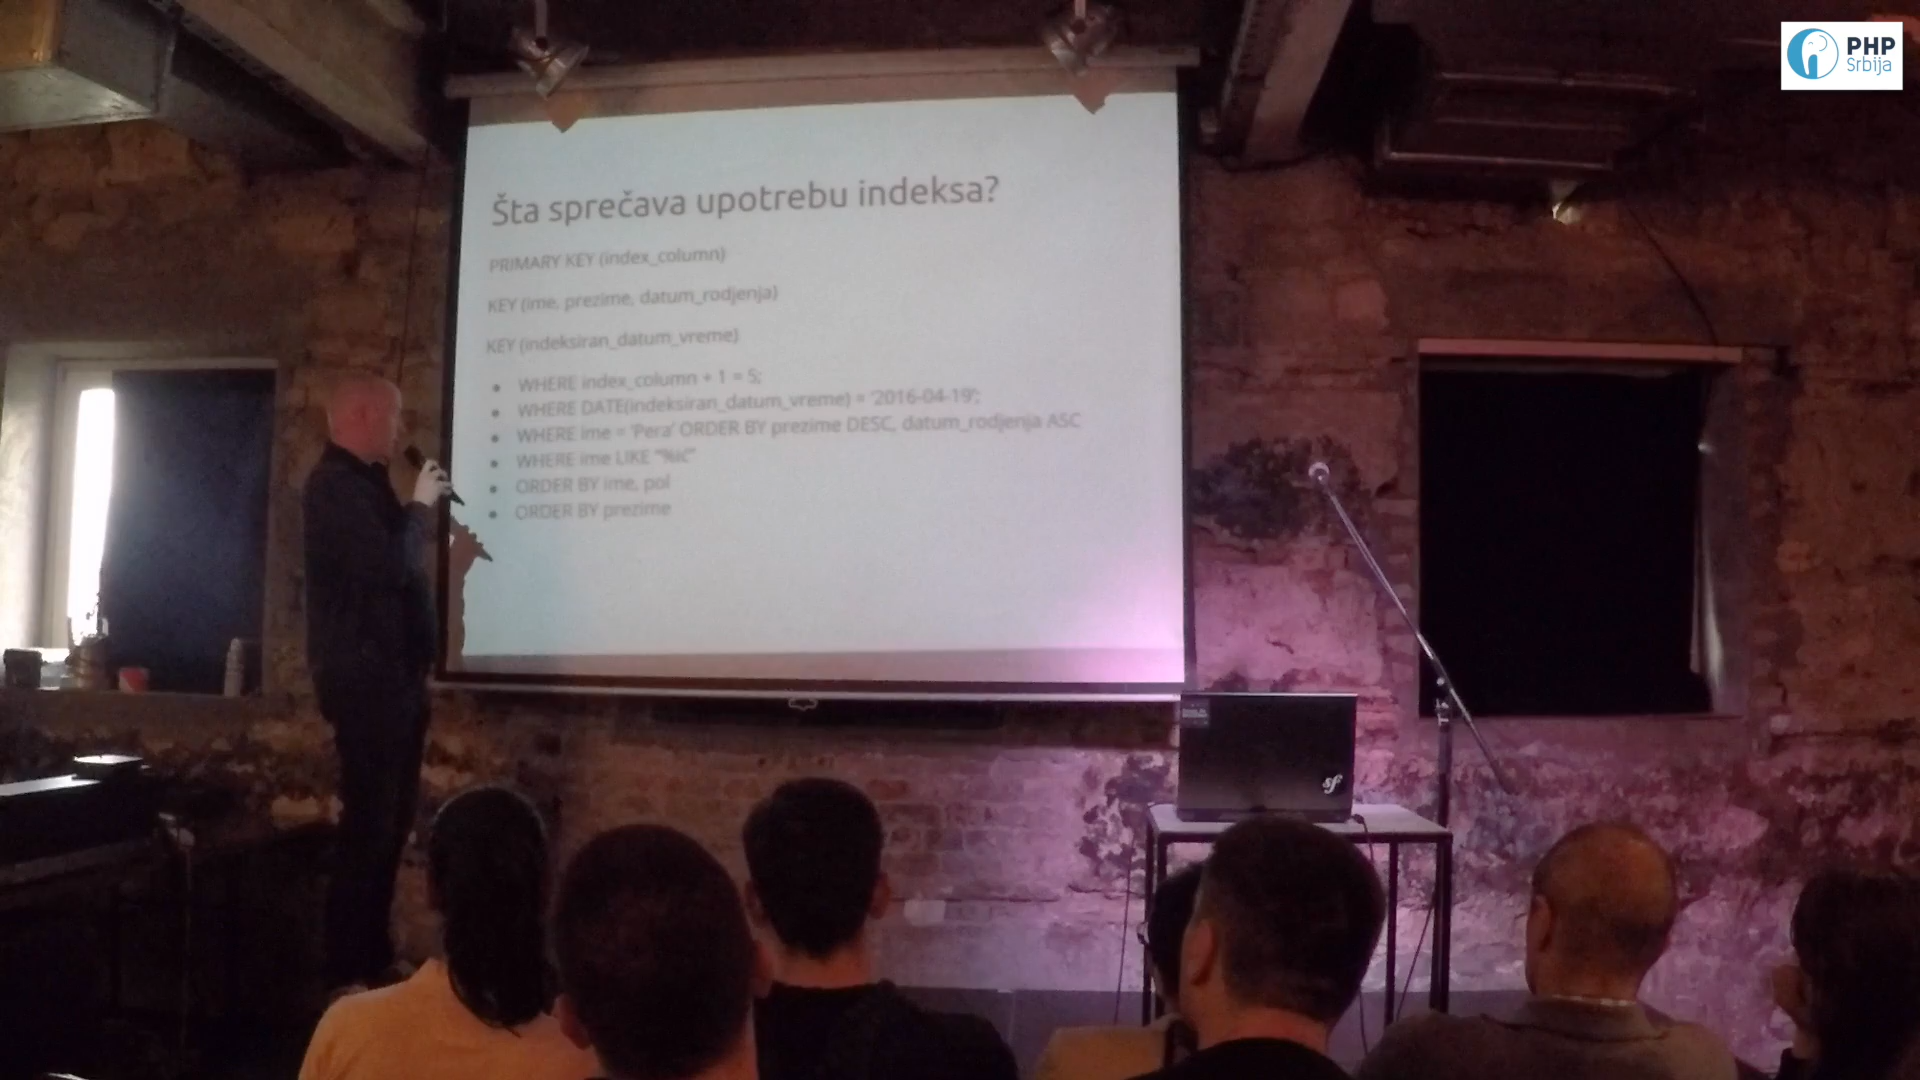 PHP
Srbija
Šta sprečava upotrebu indeksa?
PRIMARY KEY (index_column)
KEY (ime, prezime, datum_rodjenja)
KEY (indeksiran_datum_vreme)
• WHERE index_column + 1 = 5;
• WHERE DATE(indeksiran_datum_vreme) = '2016-04-19';
• WHERE ime = 'Pera' ORDER BY prezime DESC, datum_rodjenja ASC
• WHERE ime LIKE "%ić"
• ORDER BY ime, pol
• ORDER BY prezime
sf